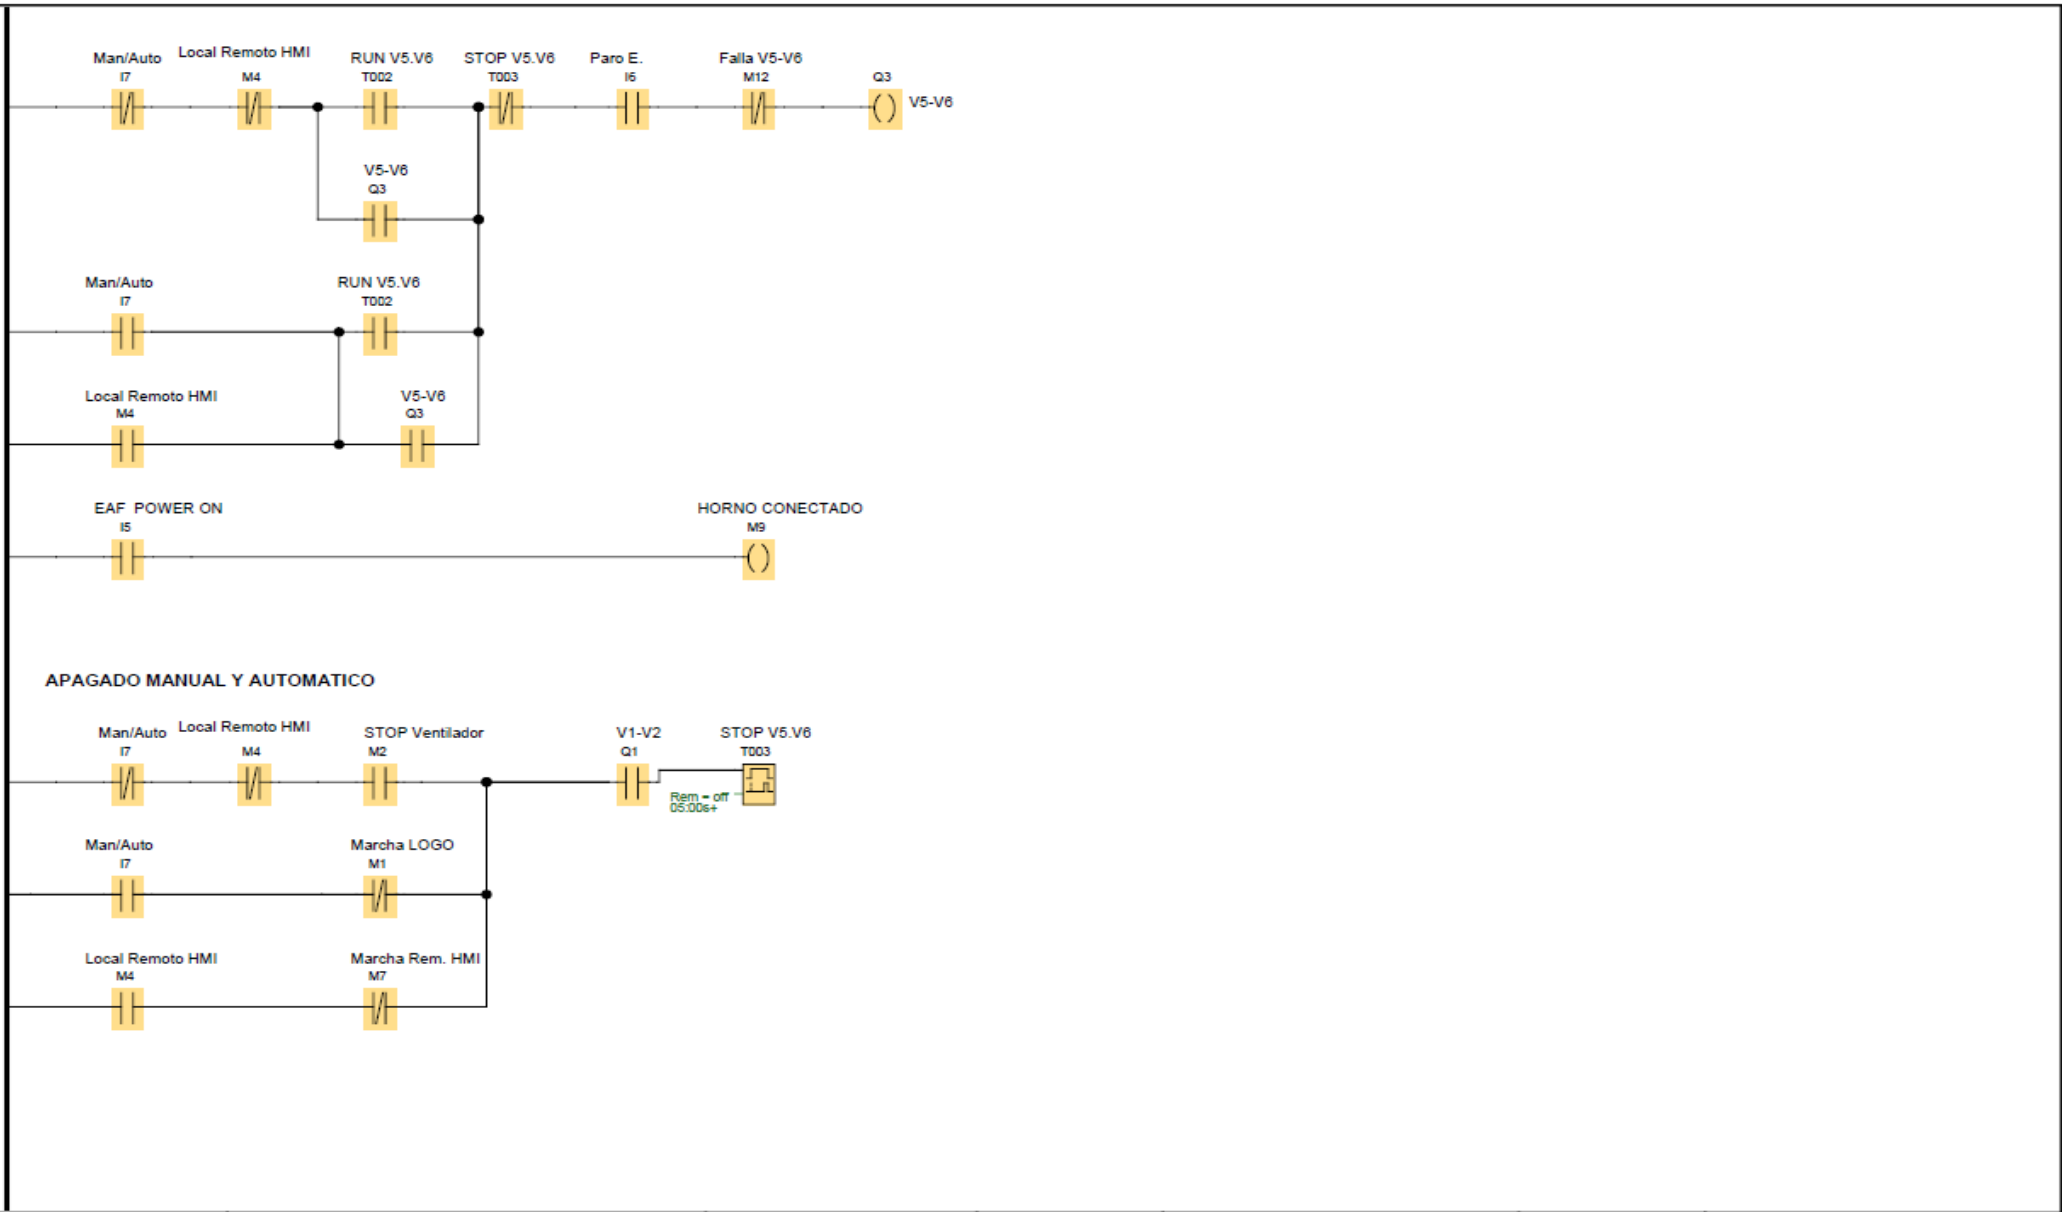 Man/Auto Local Remoto HMI RUN V5.V6 STOP V5.V6 Paro E. Falla V5-V6
I7 M4 T002 T003 I6 M12 Q3
V5-V6
V5-V6
Q3
Man/Auto RUN V5.V6
I7 T002
Local Remoto HMI V5-V6
M4 Q3
EAF POWER ON HORNO CONECTADO
I5 M9
APAGADO MANUAL Y AUTOMATICO
Man/Auto Local Remoto HMI STOP Ventilador V1-V2 STOP V5.V6
I7 M4 M2 Q1 T003
Rem = off
05:00s+
Man/Auto Marcha LOGO
I7 M1
Local Remoto HMI Marcha Rem. HMI
M4 M7